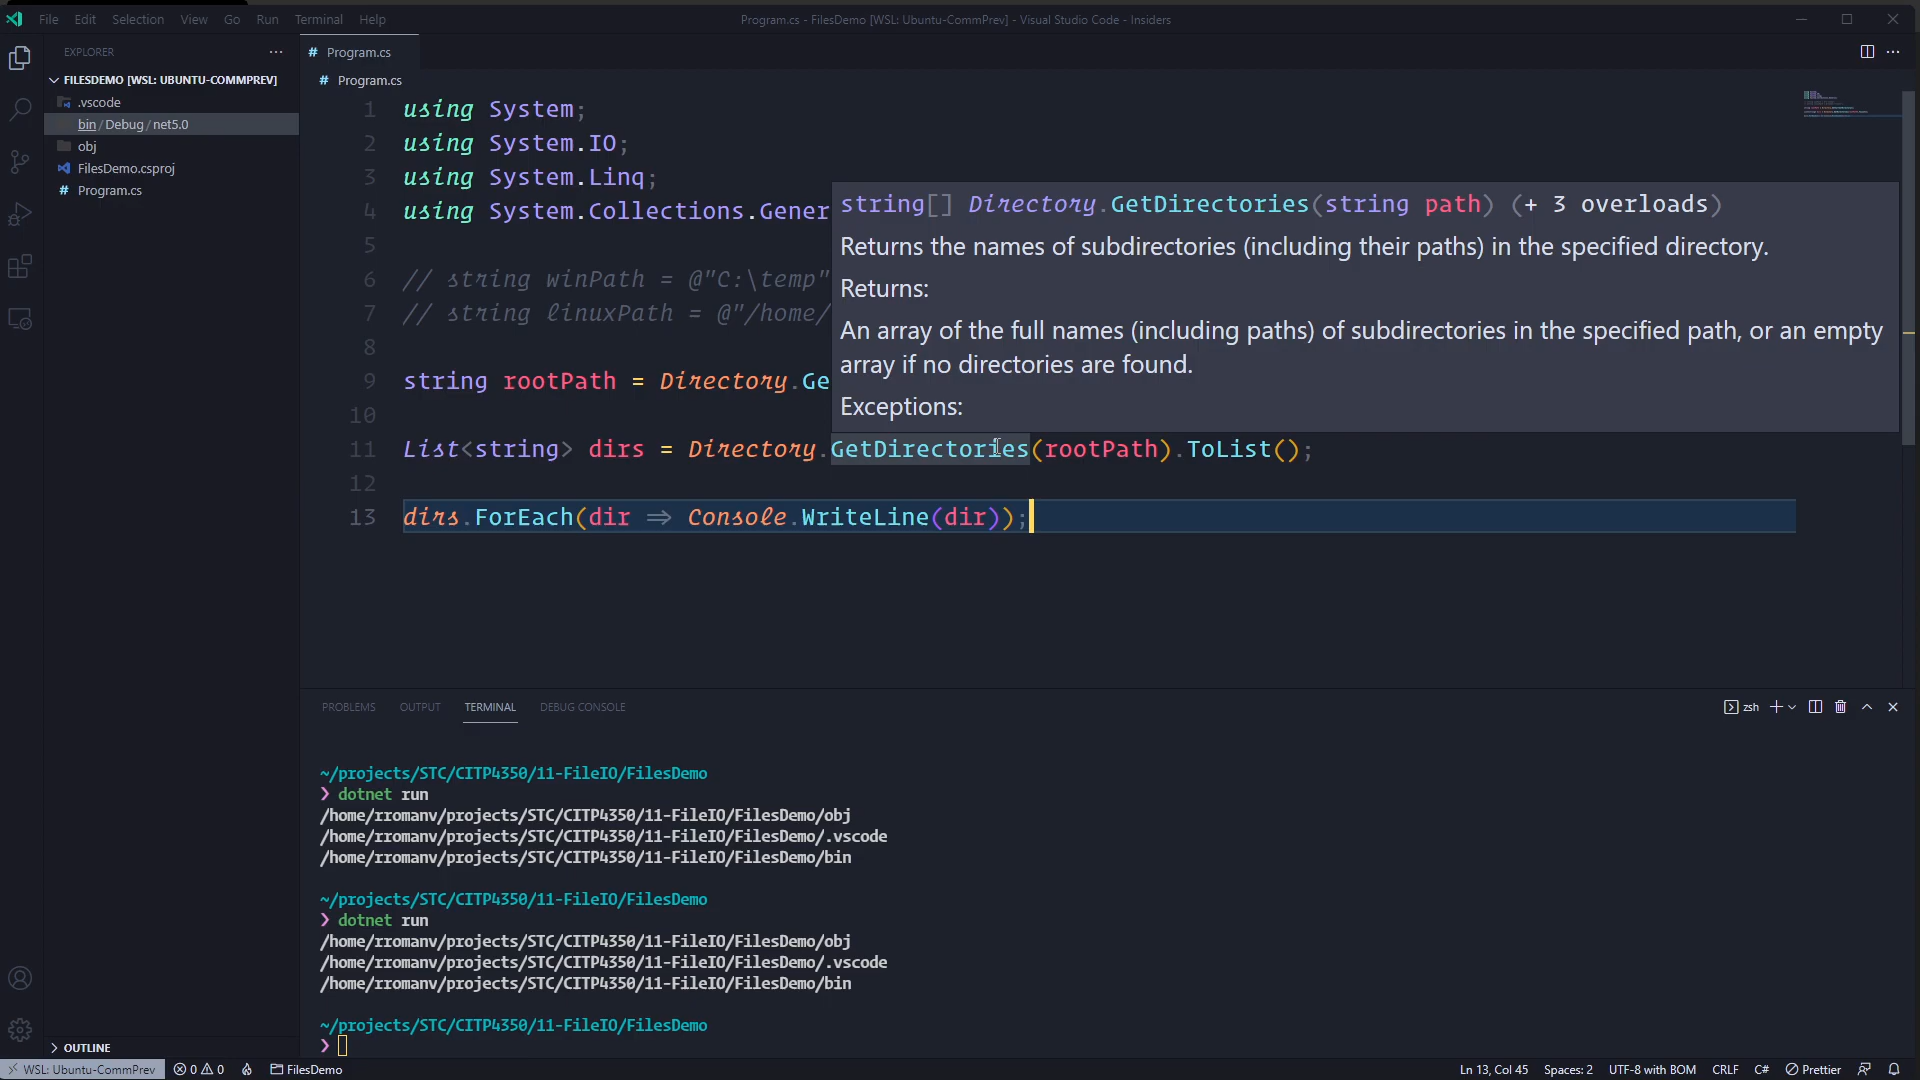 File Edit Selection View Go Run Terminal Help
Program.cs - FilesDemo [WSL: Ubuntu-CommPrev] - Visual Studio Code - Insiders
EXPLORER
FILESDEMO [WSL: UBUNTU-COMMPREV]
.vscode
bin / Debug / net5.0
obj
FilesDemo.csproj
# Program.cs
# Program.cs
# Program.cs
1 using System;
2 using System.IO;
3 using System.Linq;
4 using System.Collections.Gener
5
6 // string winPath = @"C:\temp"
7 // string linuxPath = @"/home/
8
9 string rootPath = Directory.Ge
10
11 List<string> dirs = Directory.GetDirectories(rootPath).ToList();
12
13 dirs.ForEach(dir => Console.WriteLine(dir));
string[] Directory.GetDirectories(string path) (+ 3 overloads)
Returns the names of subdirectories (including their paths) in the specified directory.
Returns:
An array of the full names (including paths) of subdirectories in the specified path, or an empty
array if no directories are found.
Exceptions:
PROBLEMS OUTPUT TERMINAL DEBUG CONSOLE
zsh
~/projects/STC/CITP4350/11-FileIO/FilesDemo
❯ dotnet run
/home/rromanv/projects/STC/CITP4350/11-FileIO/FilesDemo/obj
/home/rromanv/projects/STC/CITP4350/11-FileIO/FilesDemo/.vscode
/home/rromanv/projects/STC/CITP4350/11-FileIO/FilesDemo/bin
~/projects/STC/CITP4350/11-FileIO/FilesDemo
❯ dotnet run
/home/rromanv/projects/STC/CITP4350/11-FileIO/FilesDemo/obj
/home/rromanv/projects/STC/CITP4350/11-FileIO/FilesDemo/.vscode
/home/rromanv/projects/STC/CITP4350/11-FileIO/FilesDemo/bin
~/projects/STC/CITP4350/11-FileIO/FilesDemo
❯
OUTLINE
WSL: Ubuntu-CommPrev 0 0 FilesDemo
Ln 13, Col 45 Spaces: 2 UTF-8 with BOM CRLF C# Prettier